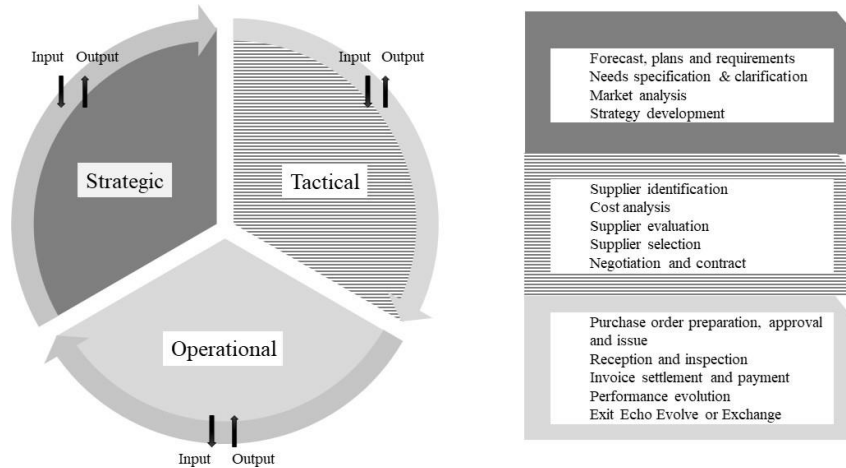 Input Output
Input Output
Strategic
Tactical
Operational
Input Output
Forecast, plans and requirements
Needs specification & clarification
Market analysis
Strategy development
Supplier identification
Cost analysis
Supplier evaluation
Supplier selection
Negotiation and contract
Purchase order preparation, approval
and issue
Reception and inspection
Invoice settlement and payment
Performance evolution
Exit Echo Evolve or Exchange